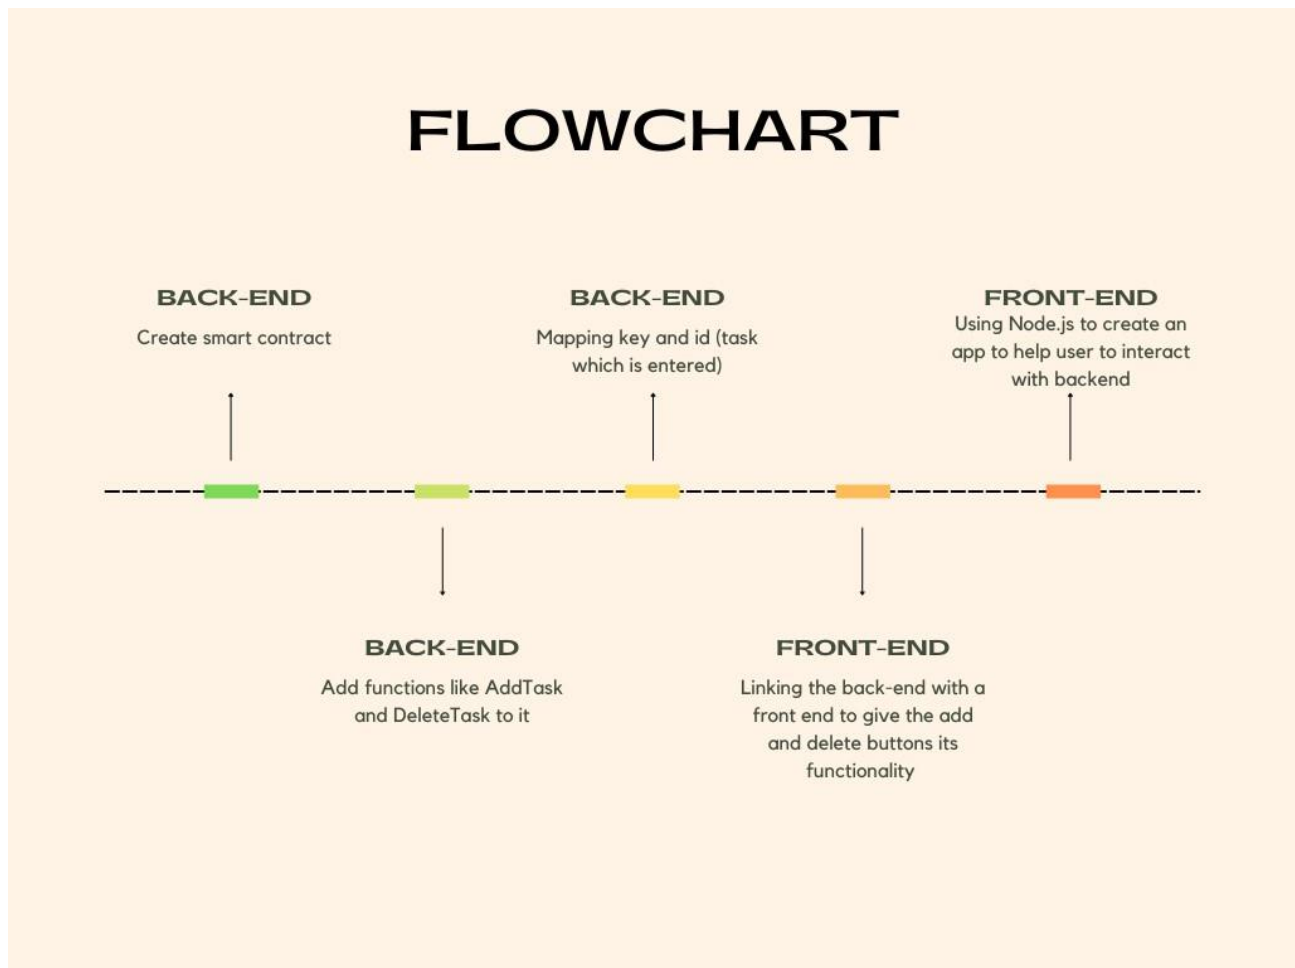 FLOWCHART
BACK-END
Create smart contract
BACK-END
Mapping key and id (task
which is entered)
FRONT-END
Using Node.js to create an
app to help user to interact
with backend
BACK-END
Add functions like AddTask
and DeleteTask to it
FRONT-END
Linking the back-end with a
front end to give the add
and delete buttons its
functionality